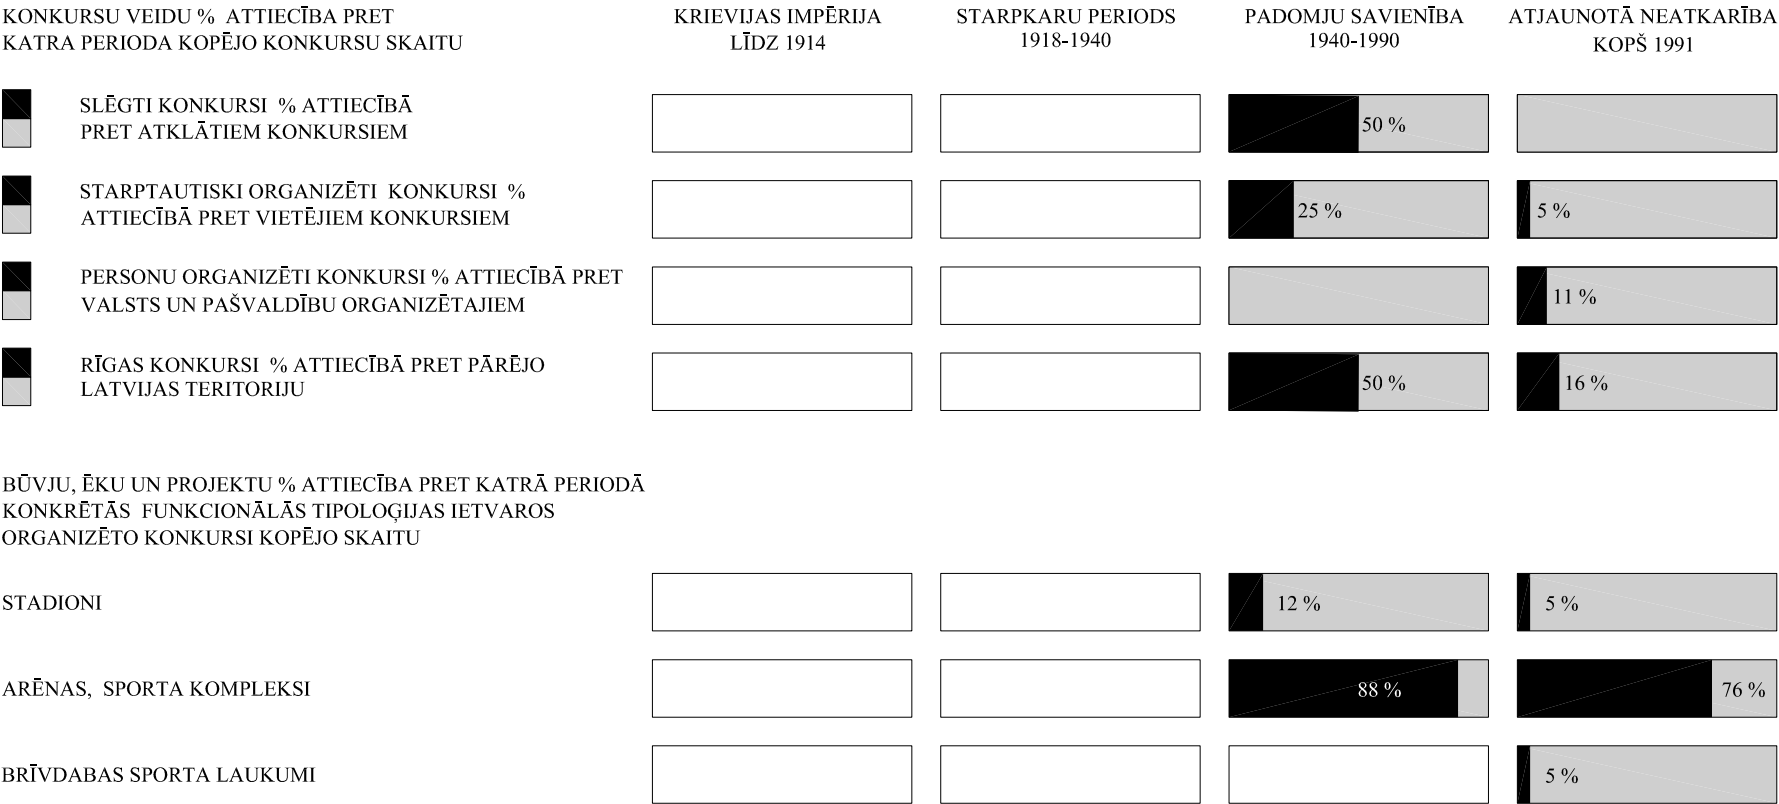 KONKURSU VEIDU % ATTIECĪBA PRET
KATRA PERIODA KOPĒJO KONKURSU SKAITU
KRIEVIJAS IMPĒRIJA
LĪDZ 1914
STARPKARU PERIODS
1918-1940
PADOMJU SAVIENĪBA
1940-1990
ATJAUNOTĀ NEATKARĪBA
KOPŠ 1991
SLĒGTI KONKURSI % ATTIECĪBĀ
PRET ATKLĀTIEM KONKURSIEM
50 %
STARPTAUTISKI ORGANIZĒTI KONKURSI %
ATTIECĪBĀ PRET VIETĒJIEM KONKURSIEM
25 %
5 %
PERSONU ORGANIZĒTI KONKURSI % ATTIECĪBĀ PRET
VALSTS UN PAŠVALDĪBU ORGANIZĒTAJIEM
11 %
RĪGAS KONKURSI % ATTIECĪBĀ PRET PĀRĒJO
LATVIJAS TERITORIJU
50 %
16 %
BŪVJU, ĒKU UN PROJEKTU % ATTIECĪBA PRET KATRĀ PERIODĀ
KONKRĒTĀS FUNKCIONĀLĀS TIPOLOĢIJAS IETVAROS
ORGANIZĒTO KONKURSI KOPĒJO SKAITU
STADIONI
12 %
5 %
ARĒNAS, SPORTA KOMPLEKSI
88 %
76 %
BRĪVDABAS SPORTA LAUKUMI
5 %